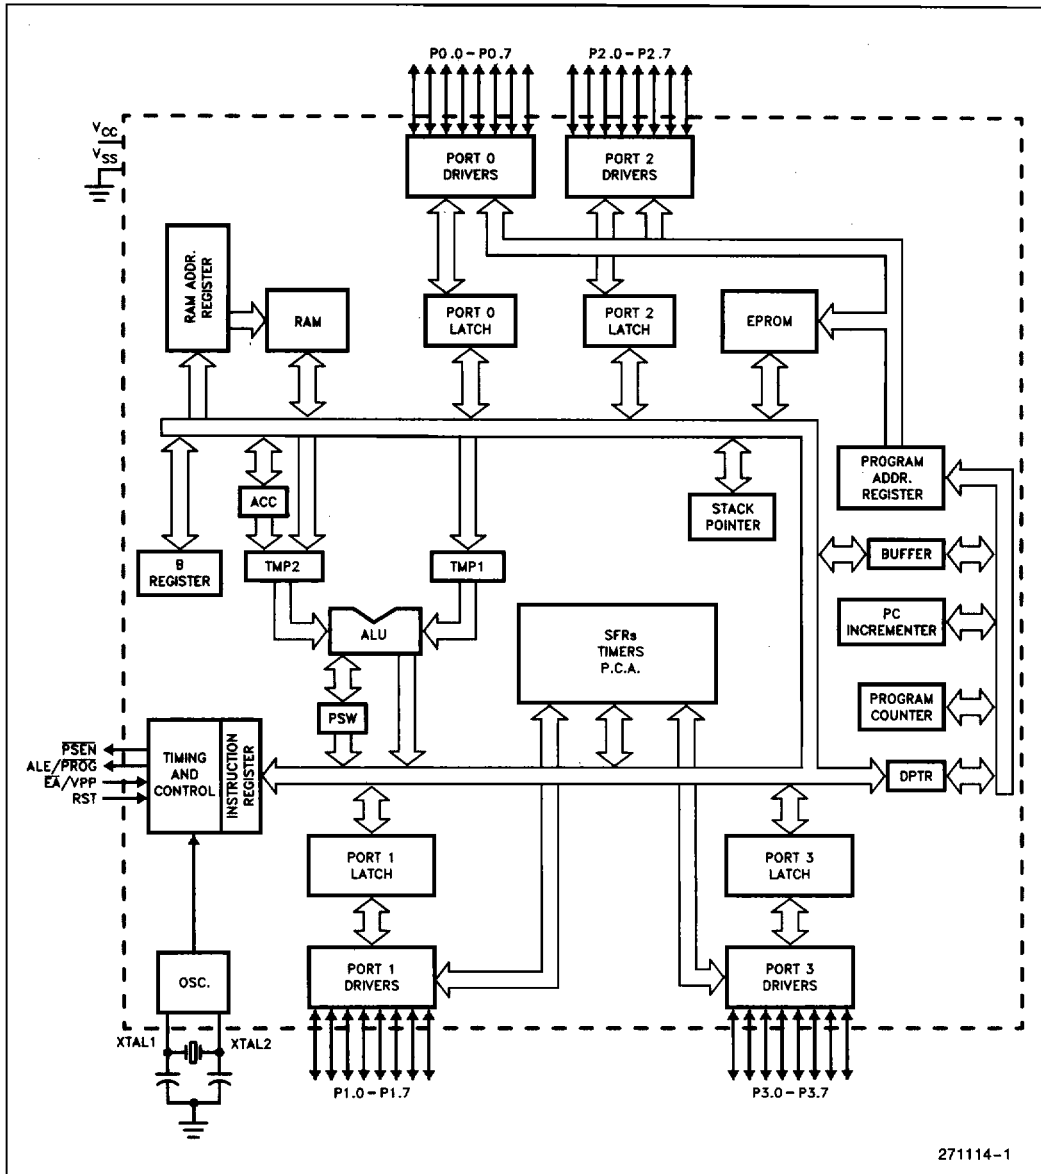 P0.0-P0.7
P2.0-P2.7
VCC
VSS
PORT 0
DRIVERS
PORT 2
DRIVERS
RAM ADDR.
REGISTER
RAM
PORT 0
LATCH
PORT 2
LATCH
EPROM
PROGRAM
ADDR.
REGISTER
ACC
STACK
POINTER
B
REGISTER
TMP2
TMP1
BUFFER
ALU
SFRs
TIMERS
P.C.A.
PC
INCREMENTER
PSW
PROGRAM
COUNTER
PSEN
ALE/PROG
EA/VPP
RST
TIMING
AND
CONTROL
INSTRUCTION
REGISTER
DPTR
PORT 1
LATCH
PORT 3
LATCH
OSC.
PORT 1
DRIVERS
PORT 3
DRIVERS
XTAL1
XTAL2
P1.0-P1.7
P3.0-P3.7
271114-1